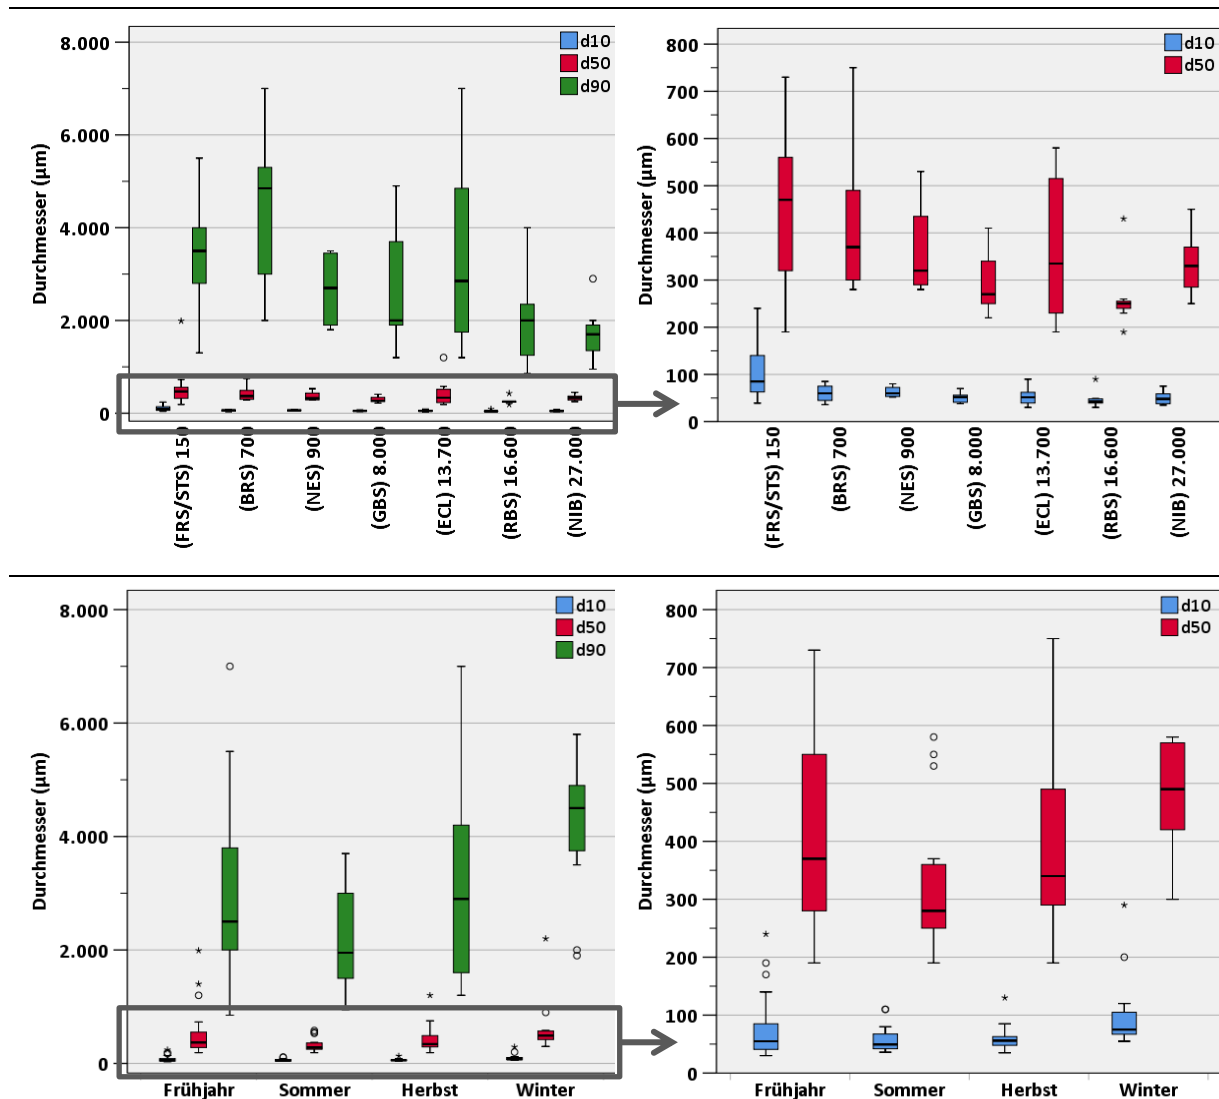 8.000
6.000
4.000
2.000
0
Durchmesser (µm)
d10
d50
d90
(FRS/STS) 150
(BRS) 700
(NES) 900
(GBS) 8.000
(ECL) 13.700
(RBS) 16.600
(NIB) 27.000
800
700
600
500
400
300
200
100
0
Durchmesser (µm)
d10
d50
(FRS/STS) 150
(BRS) 700
(NES) 900
(GBS) 8.000
(ECL) 13.700
(RBS) 16.600
(NIB) 27.000
8.000
6.000
4.000
2.000
0
Durchmesser (µm)
d10
d50
d90
Frühjahr Sommer Herbst Winter
800
700
600
500
400
300
200
100
0
Durchmesser (µm)
d10
d50
Frühjahr Sommer Herbst Winter